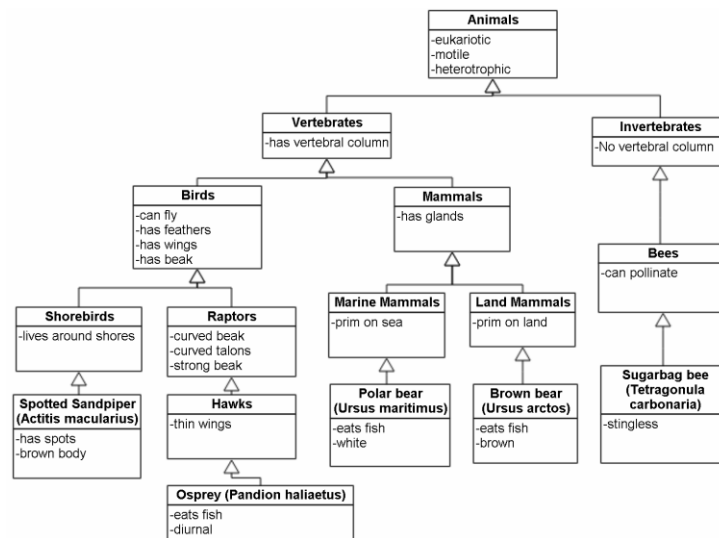 Animals
-eukariotic
-motile
-heterotrophic
Vertebrates
-has vertebral column
Invertebrates
-No vertebral column
Birds
-can fly
-has feathers
-has wings
-has beak
Mammals
-has glands
Bees
-can pollinate
Shorebirds
-lives around shores
Raptors
-curved beak
-curved talons
-strong beak
Marine Mammals
-prim on sea
Land Mammals
-prim on land
Sugarbag bee
(Tetragonula
carbonaria)
-stingless
Spotted Sandpiper
(Actitis macularius)
-has spots
-brown body
Hawks
-thin wings
Polar bear
(Ursus maritimus)
-eats fish
-white
Brown bear
(Ursus arctos)
-eats fish
-brown
Osprey (Pandion haliaetus)
-eats fish
-diurnal